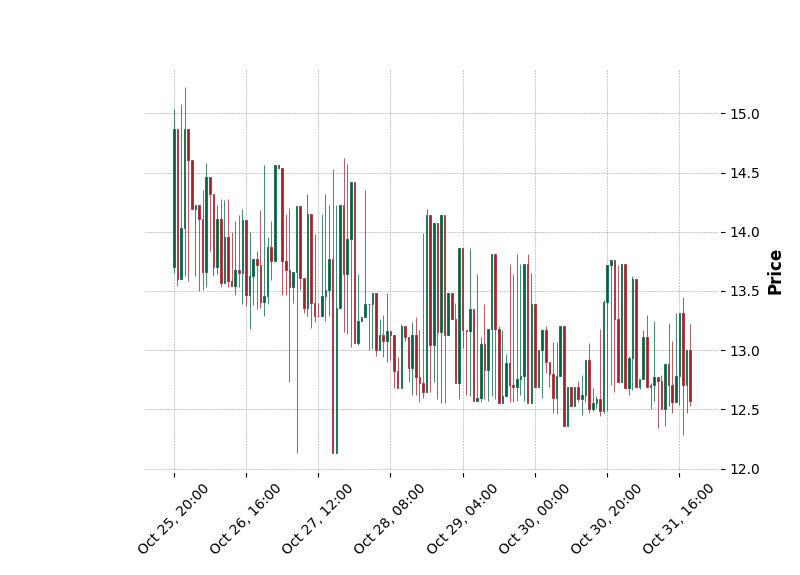 15.0
14.5
14.0
13.5
13.0
12.5
12.0
Price
Oct 25, 20:00
Oct 26, 16:00
Oct 27, 12:00
Oct 28, 08:00
Oct 29, 04:00
Oct 30, 00:00
Oct 30, 20:00
Oct 31, 16:00